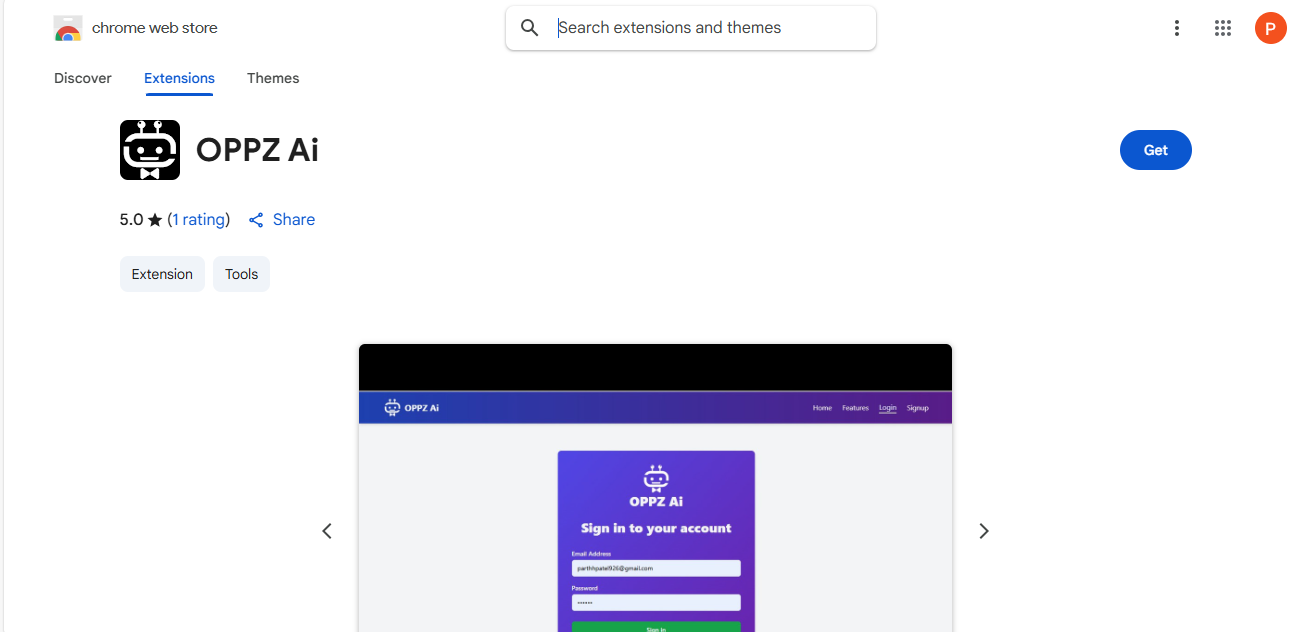 chrome web store
Search extensions and themes
P
Discover Extensions Themes
OPPZ Ai
Get
5.0 ★ (1 rating) Share
Extension Tools
OPPZ Ai
Home Features Login Signup
OPPZ Ai
Sign in to your account
Email Address
parthhpatel926@gmail.com
Password
••••••
Sign in